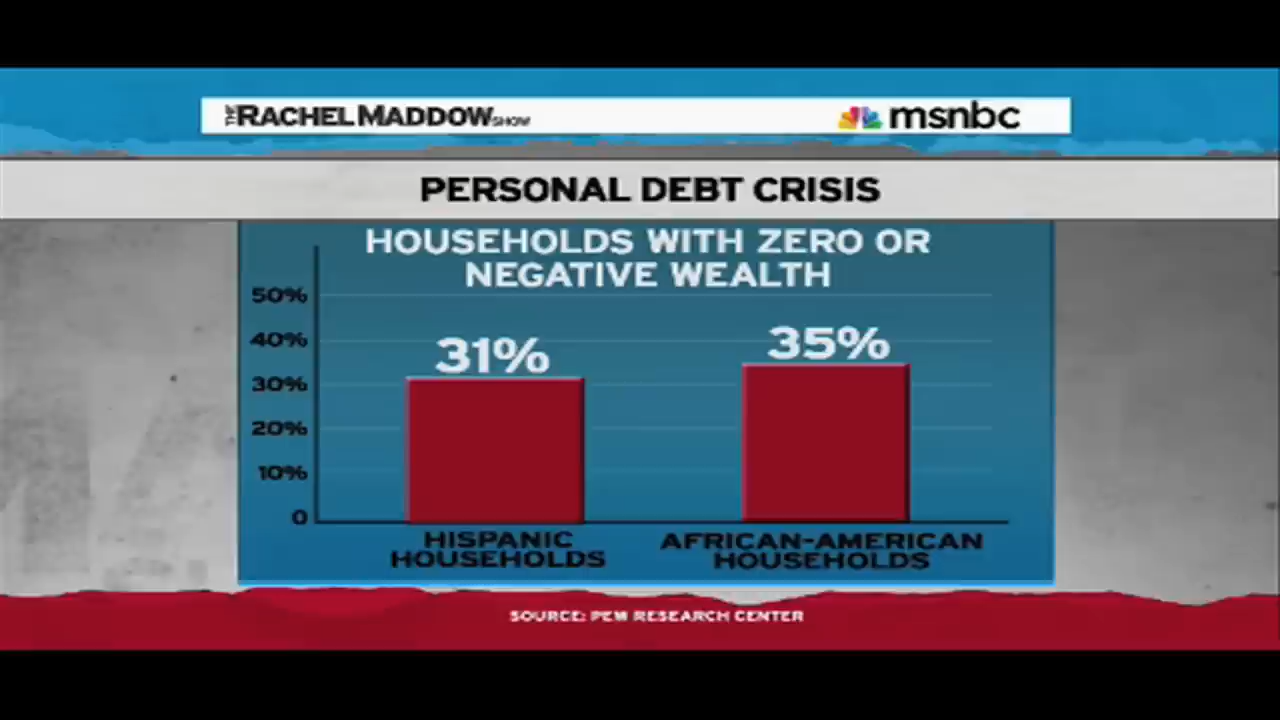 THE RACHEL MADDOW SHOW
msnbc
PERSONAL DEBT CRISIS
HOUSEHOLDS WITH ZERO OR
NEGATIVE WEALTH
50%
40%
30%
20%
10%
0
31%
35%
HISPANIC
HOUSEHOLDS
AFRICAN-AMERICAN
HOUSEHOLDS
SOURCE: PEW RESEARCH CENTER